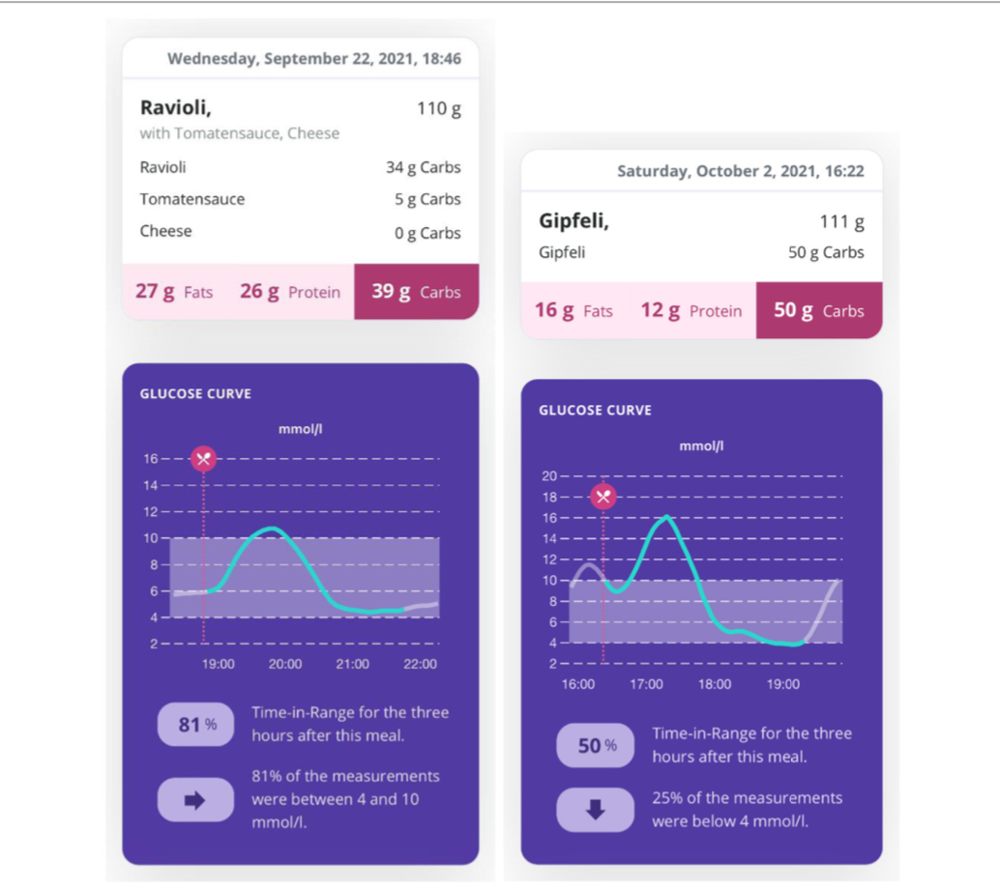 Wednesday, September 22, 2021, 18:46
Ravioli, 110 g
with Tomatensauce, Cheese
Ravioli 34 g Carbs
Tomatensauce 5 g Carbs
Cheese 0 g Carbs
27 g Fats 26 g Protein 39 g Carbs
GLUCOSE CURVE
mmol/l
16
14
12
10
8
6
4
2
19:00 20:00 21:00 22:00
81 %
Time-in-Range for the three
hours after this meal.
81% of the measurements
were between 4 and 10
mmol/l.
Saturday, October 2, 2021, 16:22
Gipfeli, 111 g
Gipfeli 50 g Carbs
16 g Fats 12 g Protein 50 g Carbs
GLUCOSE CURVE
mmol/l
20
18
16
14
12
10
8
6
4
2
16:00 17:00 18:00 19:00
50 %
Time-in-Range for the three
hours after this meal.
25% of the measurements
were below 4 mmol/l.